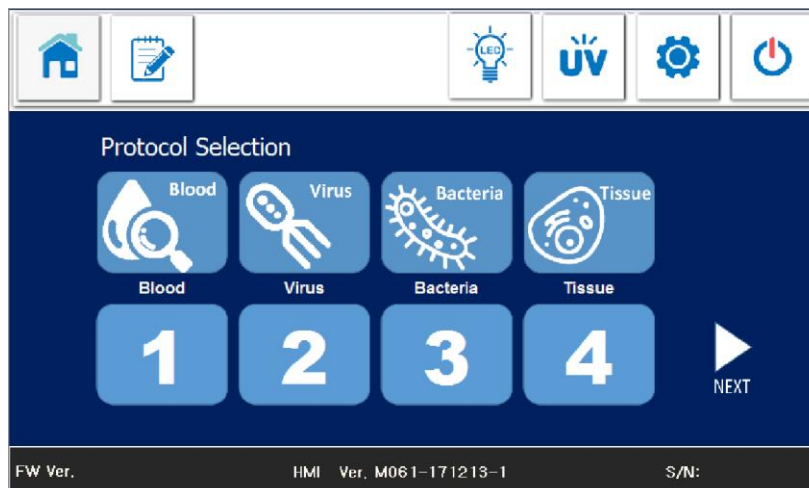 LED UV
Protocol Selection
Blood Virus Bacteria Tissue
Blood Virus Bacteria Tissue
1 2 3 4
NEXT
FW Ver. HMI Ver. M061-171213-1 S/N: